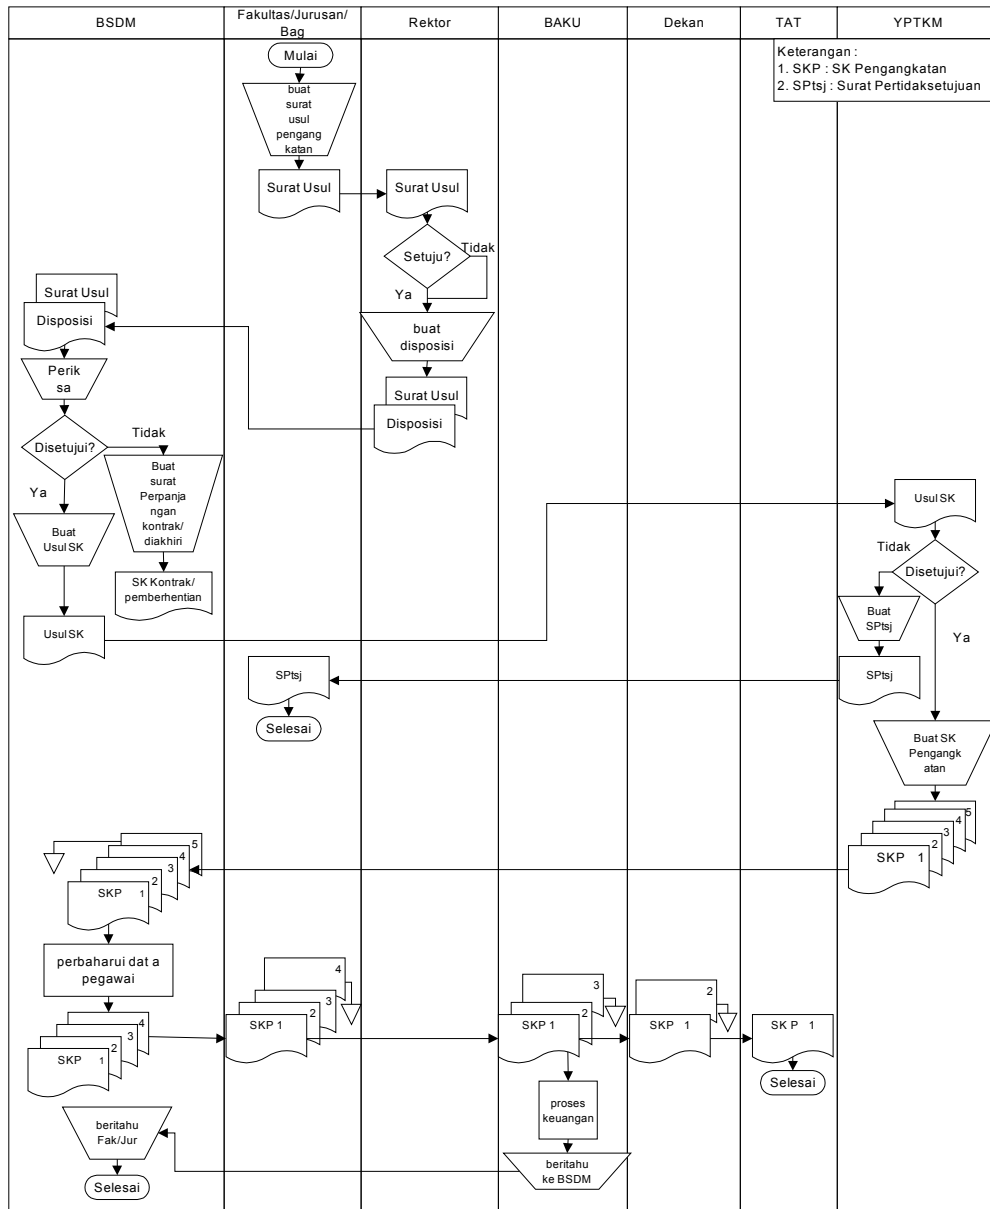 BSDM
Fakultas/Jurusan/
Bag
Rektor
BAKU
Dekan
TAT
YPTKM
Keterangan :
1. SKP : SK Pengangkatan
2. SPtsj : Surat Pertidaksetujuan
Mulai
buat
surat
usul
pengang
katan
Surat Usul
Surat Usul
Setuju?
Tidak
Ya
buat
disposisi
Surat Usul
Disposisi
Surat Usul
Disposisi
Perik
sa
Disetujui?
Tidak
Ya
Buat
surat
Perpanja
ngan
kontrak/
diakhiri
SK Kontrak/
pemberhentian
Buat
Usul SK
Usul SK
Usul SK
Disetujui?
Tidak
Ya
Buat
SPtsj
SPtsj
SPtsj
Selesai
Buat SK
Pengangk
atan
5
4
3
2
SKP 1
5
4
3
2
SKP 1
perbaharui dat a
pegawai
4
3
2
SKP 1
4
3
2
SKP 1
3
2
SKP 1
2
SKP 1
SK P 1
Selesai
proses
keuangan
beritahu
ke BSDM
beritahu
Fak/Jur
Selesai